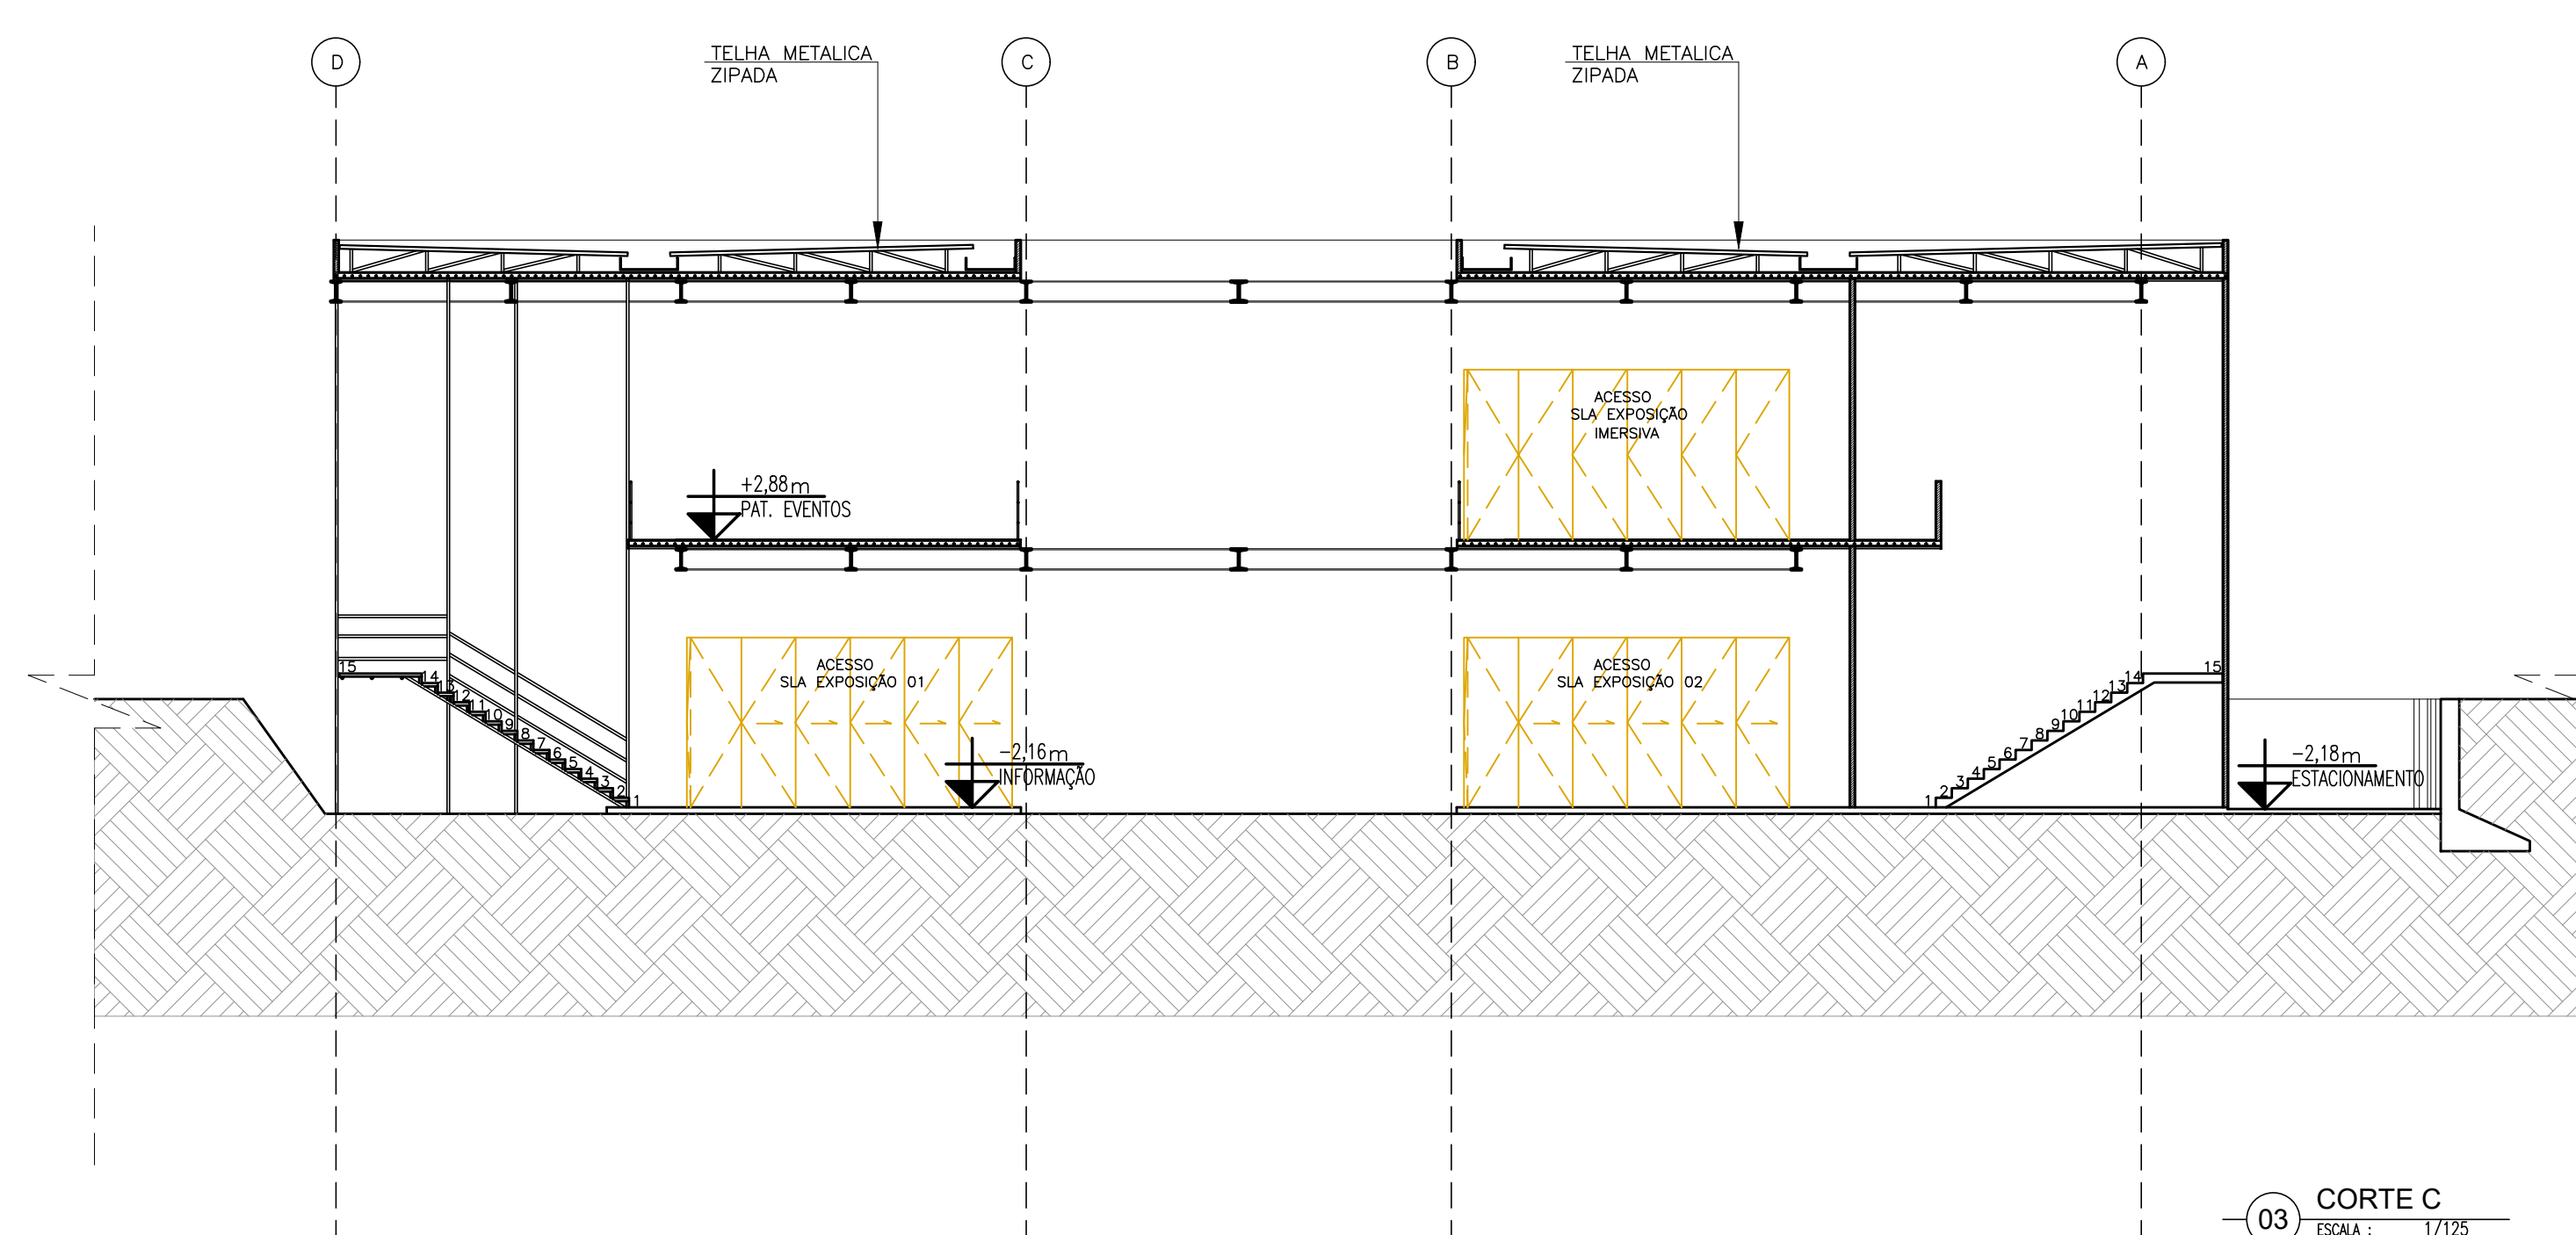 D
TELHA METALICA
ZIPADA
C
B
TELHA METALICA
ZIPADA
A
ACESSO
SLA EXPOSIÇÃO
IMERSIVA
+2,88m
PAT. EVENTOS
ACESSO
SLA EXPOSIÇÃO 01
ACESSO
SLA EXPOSIÇÃO 02
15
14
13
12
11
10
9
8
7
6
5
4
3
2
1
-2,16m
INFORMAÇÃO
15
14
13
12
11
10
9
8
7
6
5
4
3
2
1
-2,18m
ESTACIONAMENTO
03
CORTE C
ESCALA : 1/125